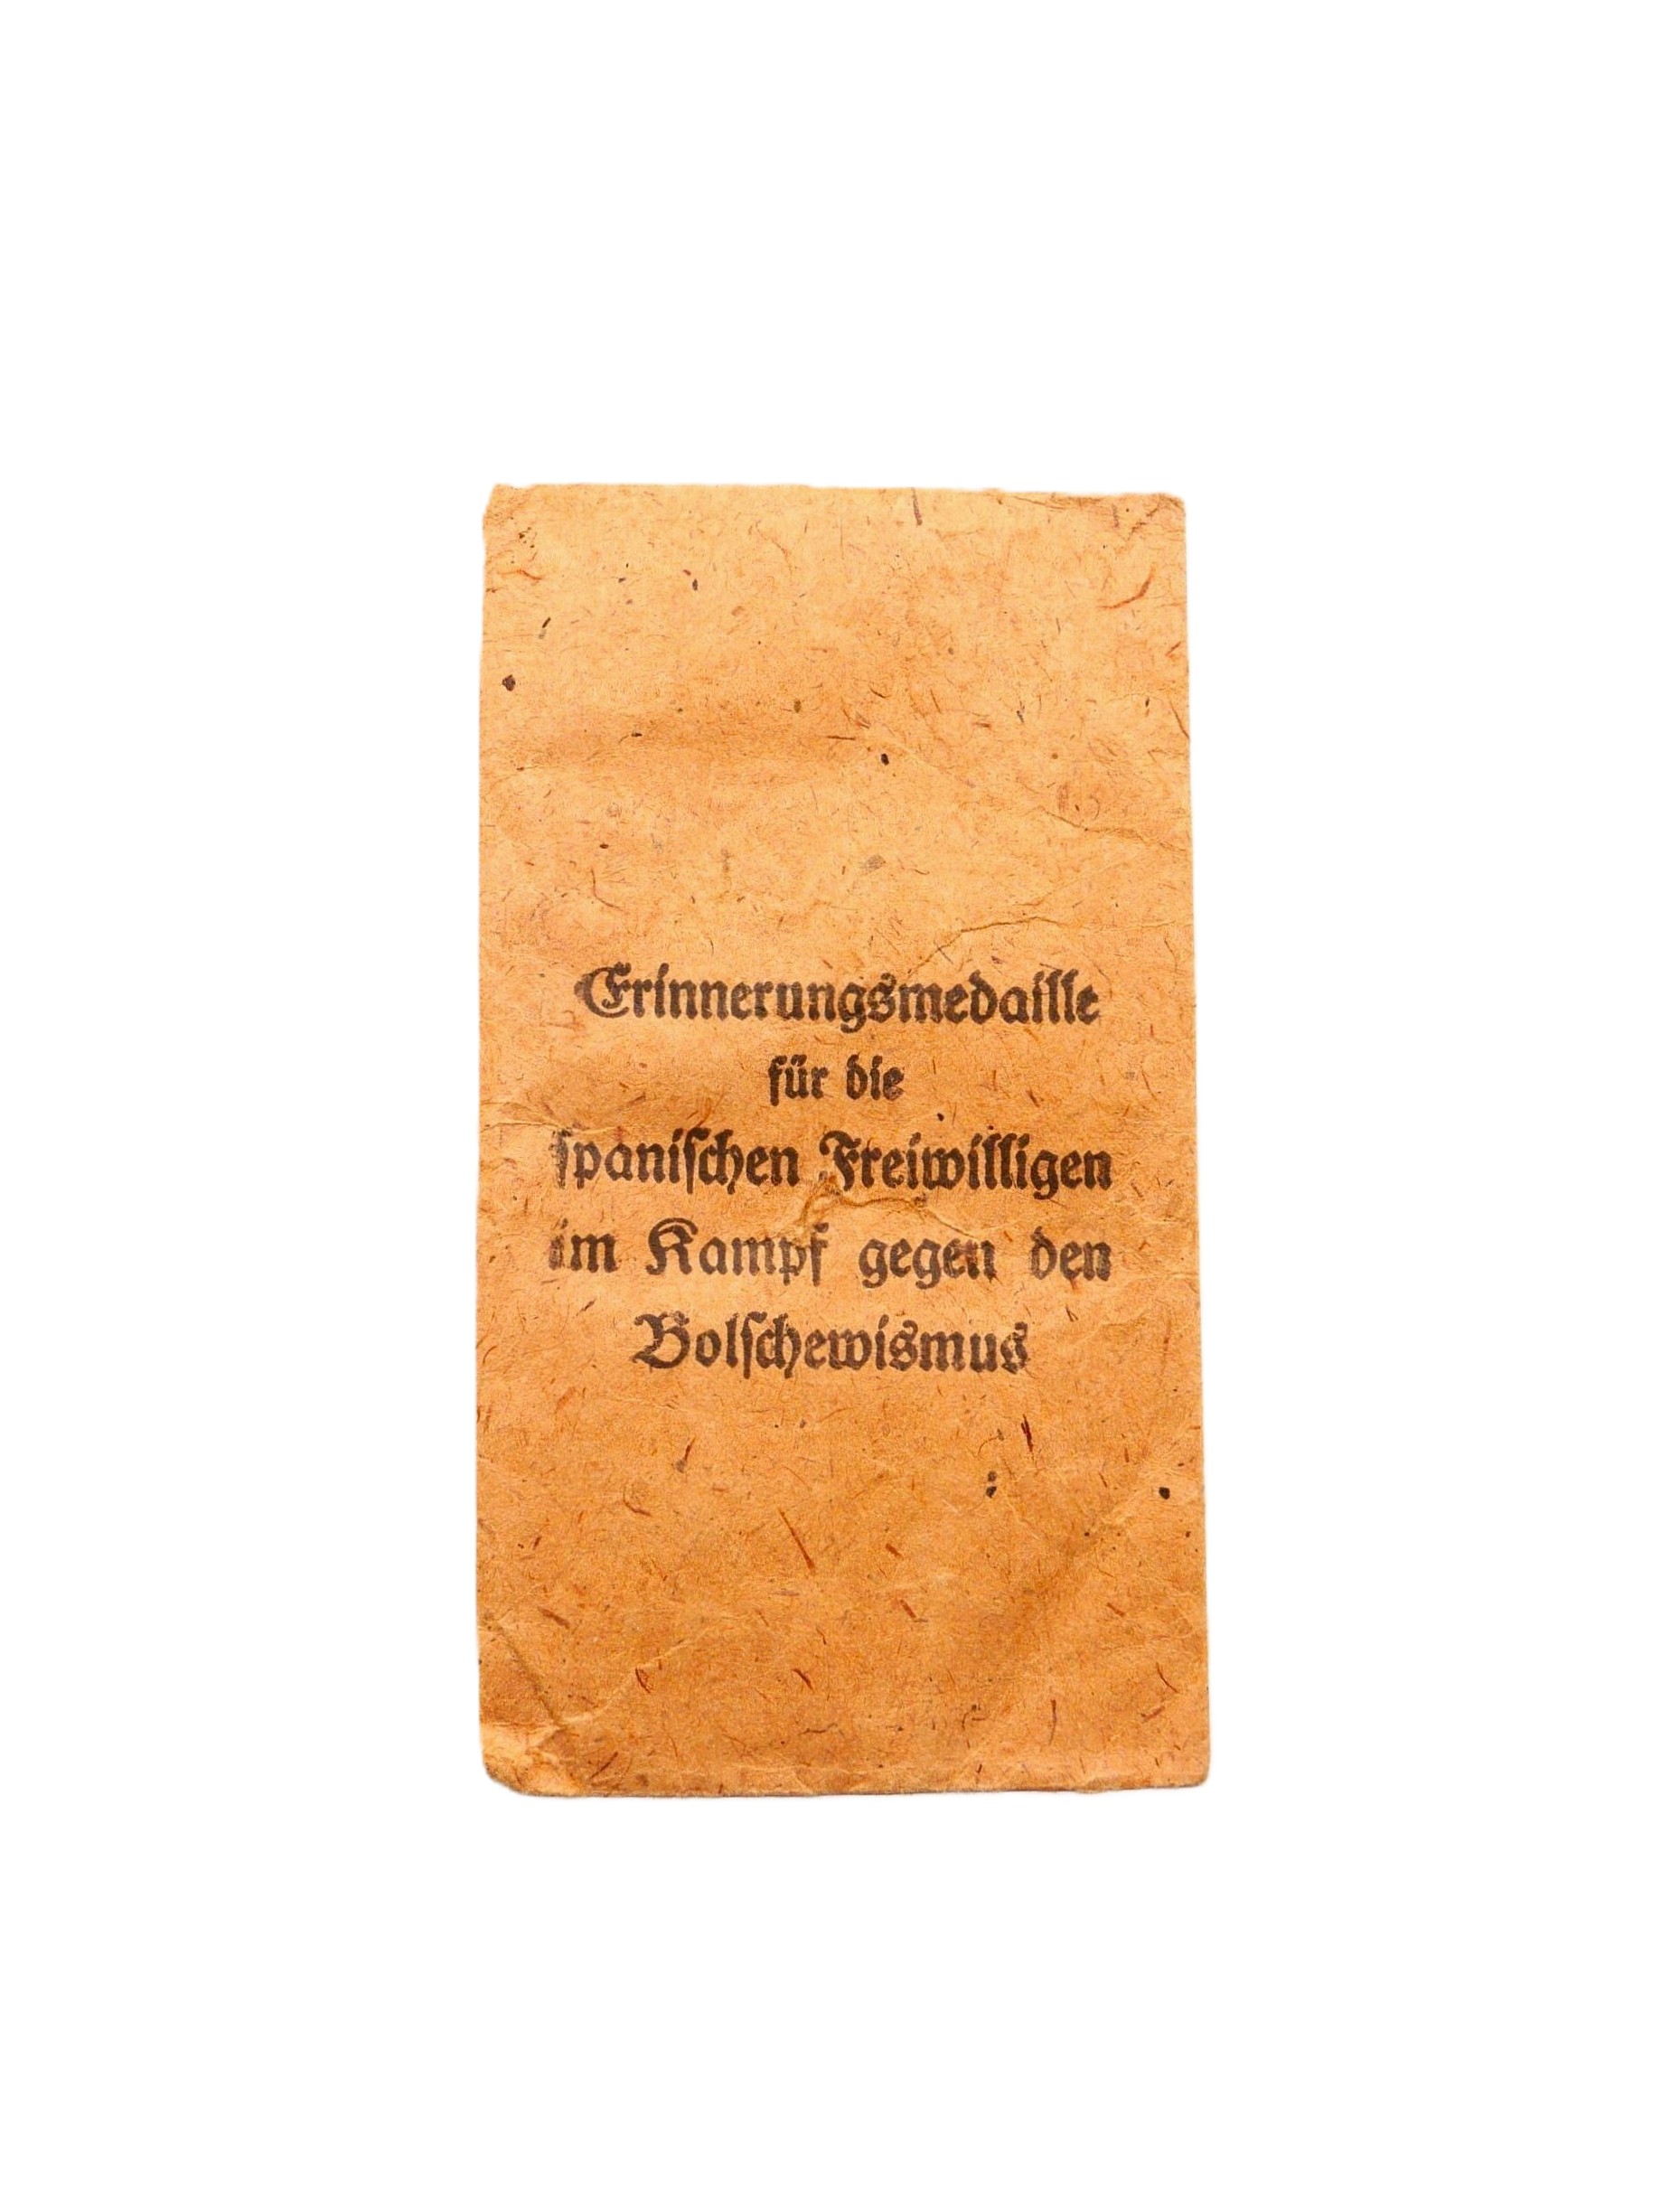 Erinnerungsmedaille
für die
ſpaniſchen Freiwilligen
im Kampf gegen den
Bolſchewismus